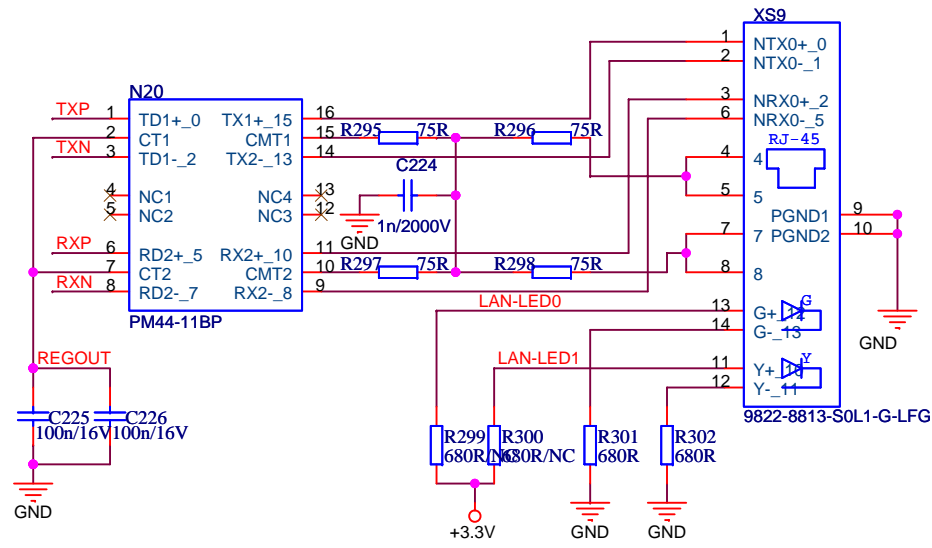 XS9
1 NTX0+_0
2 NTX0-_1
3 NRX0+_2
6 NRX0-_5
RJ-45
4 4
5 5
7 7
8 8
PGND1 9
PGND2 10
13 G+_12 G
14 G-_13
11 Y+_10 Y
12 Y-_11
9822-8813-S0L1-G-LFG
GND
N20
TXP 1 TD1+_0 TX1+_15 16
2 CT1 CMT1 15 R295 75R R296 75R
TXN 3 TD1-_2 TX2-_13 14
C224
4 NC1 NC4 13
5 NC2 NC3 12
1n/2000V
GND
RXP 6 RD2+_5 RX2+_10 11
7 CT2 CMT2 10 R297 75R R298 75R
RXN 8 RD2-_7 RX2-_8 9
PM44-11BP
LAN-LED0
LAN-LED1
REGOUT
C225 C226
100n/16V 100n/16V
GND
R299 R300 R301 R302
680R/NC 680R/NC 680R 680R
+3.3V GND GND